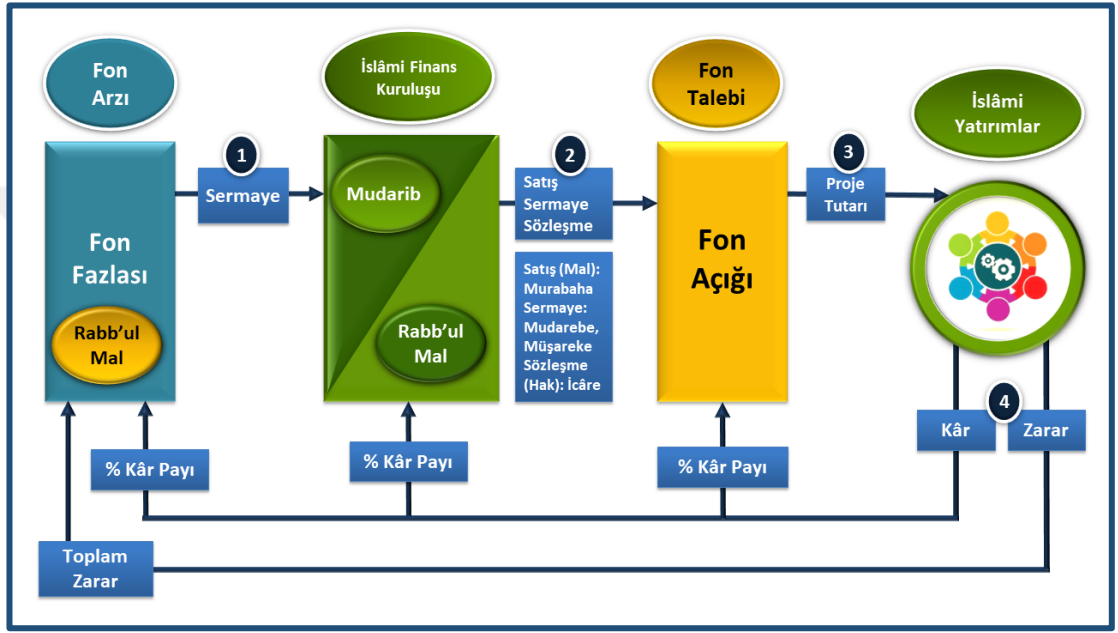 Fon
Arzı
İslâmi Finans
Kuruluşu
Fon
Talebi
İslâmi
Yatırımlar
Fon
Fazlası
Rabb’ul
Mal
1
Sermaye
Mudarib
Rabb’ul
Mal
2
Satış
Sermaye
Sözleşme
Satış (Mal):
Murabaha
Sermaye:
Mudarebe,
Müşareke
Sözleşme
(Hak): İcâre
Fon
Açığı
3
Proje
Tutarı
4
Kâr
Zarar
% Kâr Payı
% Kâr Payı
% Kâr Payı
Toplam
Zarar